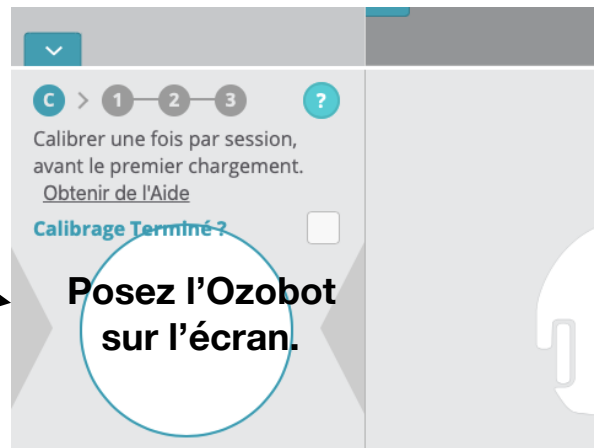 C > 1 2 3 ?
Calibrer une fois par session,
avant le premier chargement.
Obtenir de l'Aide
Calibrage Terminé ?
Posez l’Ozobot
sur l’écran.